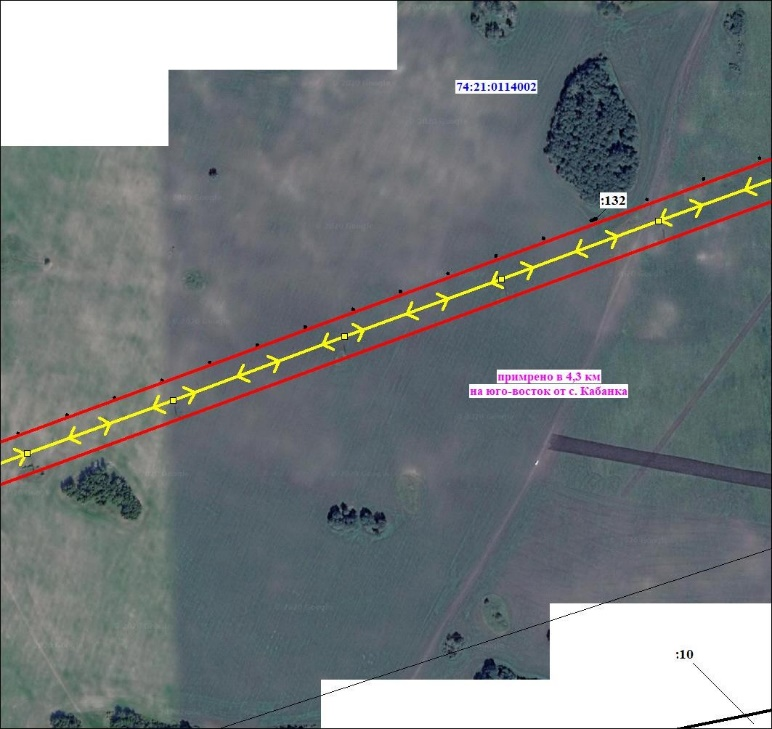 74:21:0114002
:132
примрено в 4,3 км
на юго-восток от с. Кабанка
:10